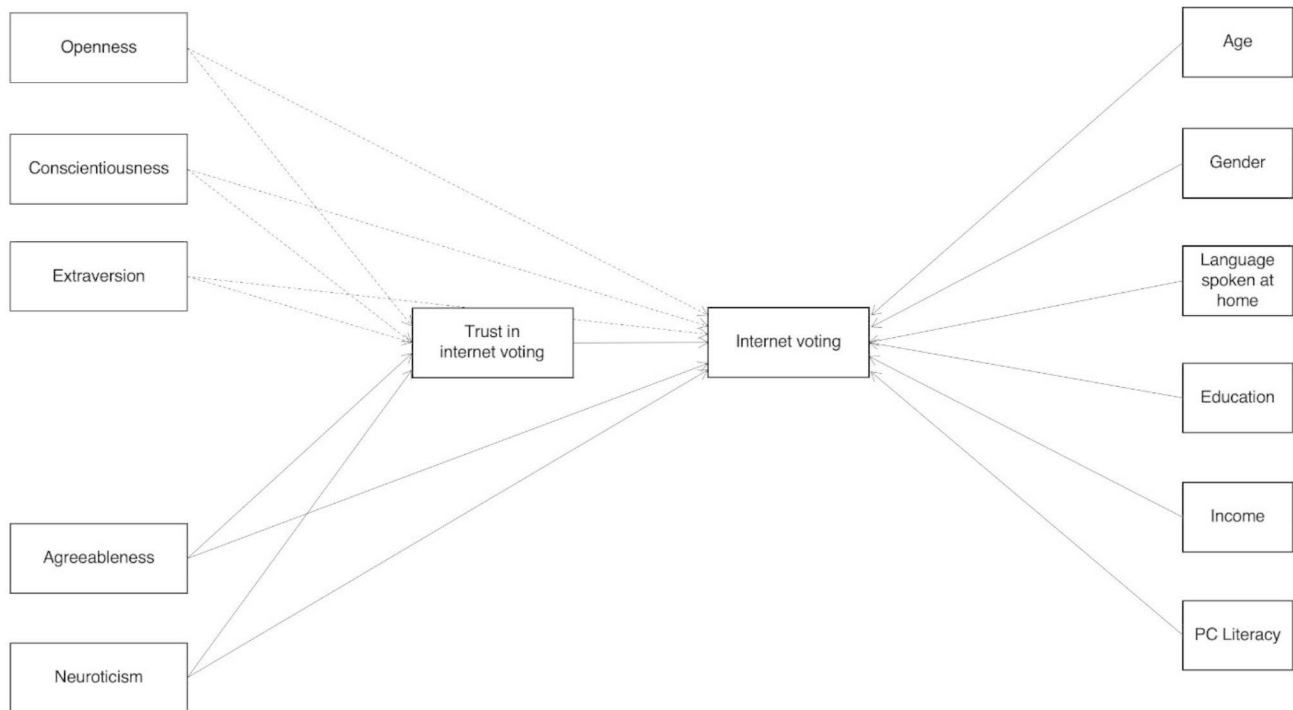 Openness
Conscientiousness
Extraversion
Agreeableness
Neuroticism
Trust in
internet voting
Internet voting
Age
Gender
Language
spoken at
home
Education
Income
PC Literacy